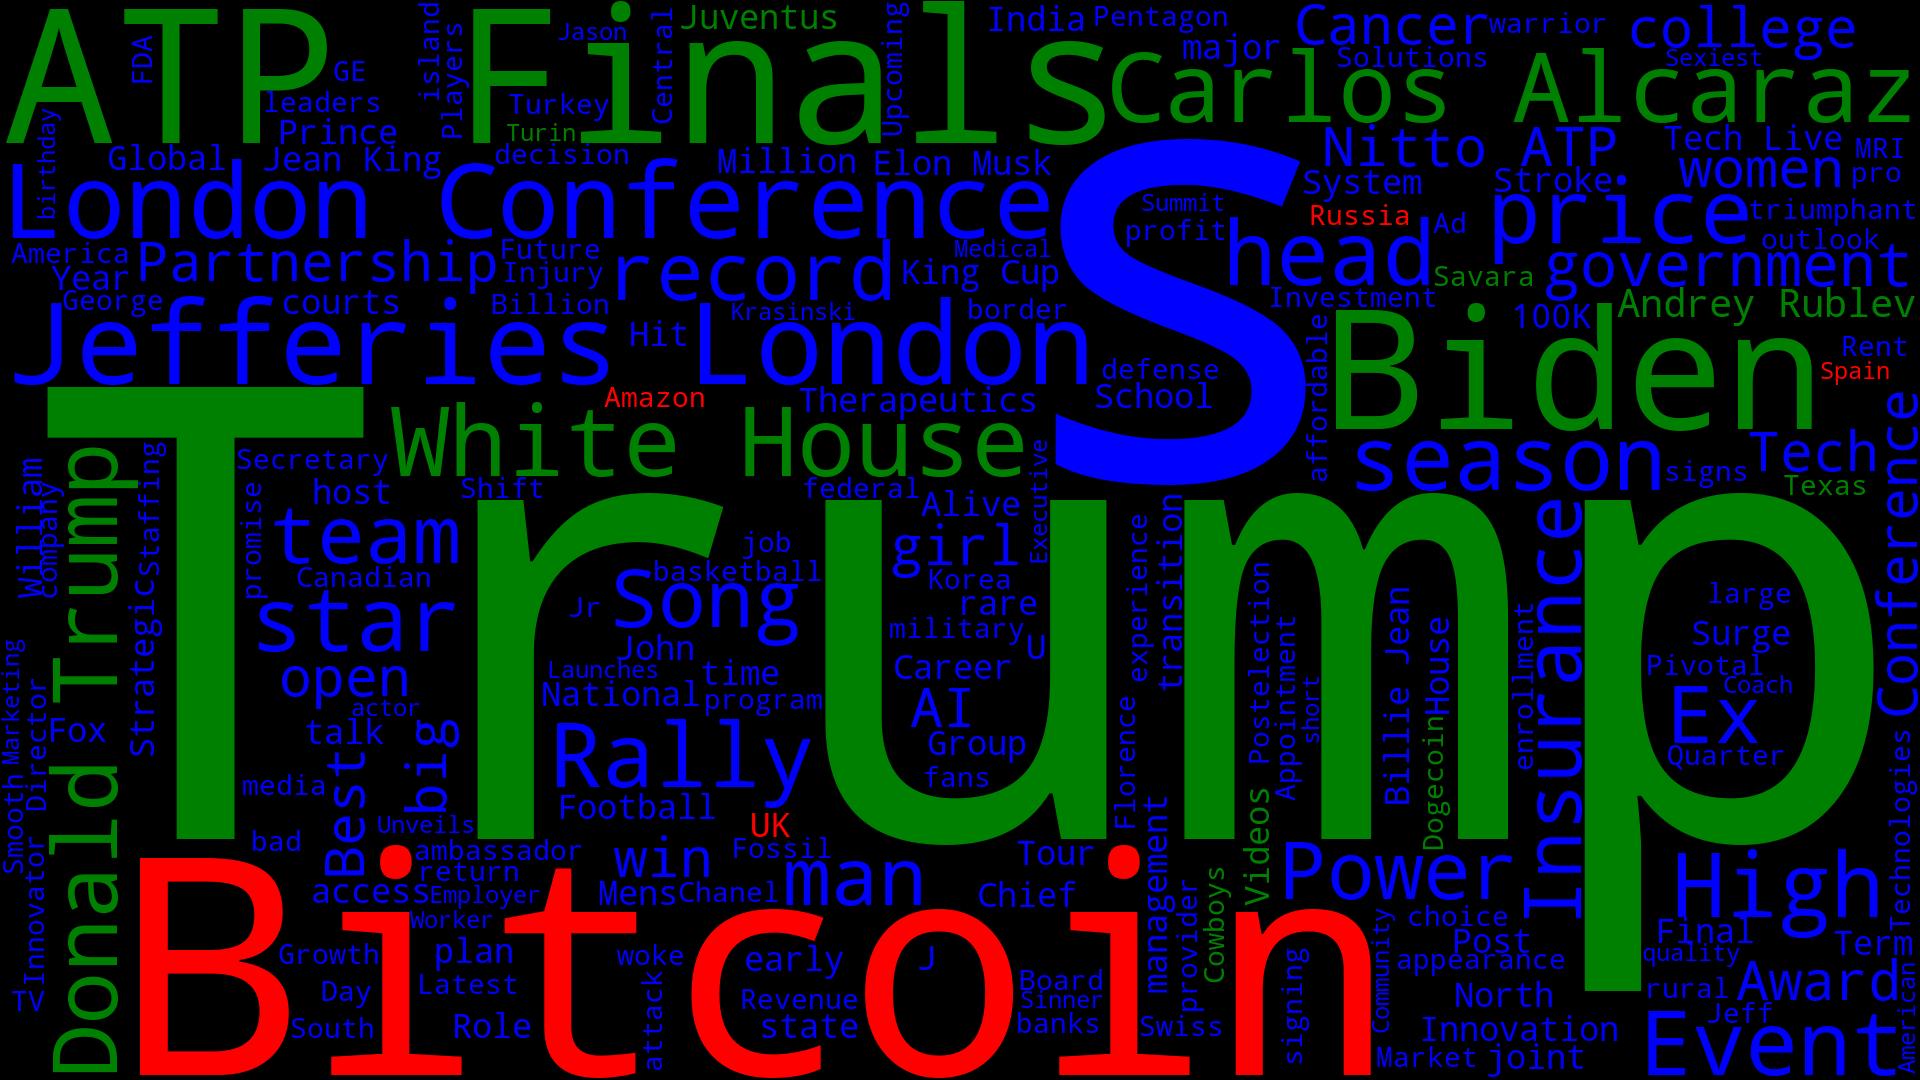 ATP Finals
FDA
GE
leaders
Prince
island
Players
Jason
Turkey
Turin
Central
Juventus
Upcoming
India
Pentagon
major
Cancer
warrior
Solutions
college
Sexiest
Carlos Alcaraz
birthday
Global
Jean King
decision
Million
Elon Musk
Nitto ATP
Tech Live
MRI
women
pro
System
Stroke
London Conference
Summit
profit
Russia
Ad
price
triumphant
outlook
head
S
America
Year
Partnership
Future
Injury
record
Medical
King Cup
Savara
government
George
courts
Billion
Krasinski
border
Investment
100K
Andrey Rublev
Jefferies London
Hit
affordable
Biden
Rent
Spain
defense
School
Amazon
Therapeutics
White House
season
signs
Tech
Texas
Conference
Secretary
Shift
federal
Alive
Executive
William
company
Donald Trump
Staffing
Strategic
promise
host
team
Canadian
star
open
actor
talk
big
Best
media
bad
Trump
job
basketball
Song
Jr
John
Launches
time
National
program
Rally
Football
UK
girl
Korea
rare
military
U
Career
AI
Group
fans
experience
transition
Florence
Postelection
Videos
Appointment
short
Billie Jean
House
Dogecoin
enrollment
Insurance
large
Surge
Pivotal
Coach
Ex
Quarter
Marketing
Smooth
Director
Innovator
Fox
TV
Unveils
ambassador
return
access
Employer
Worker
win
Fossil
Mens
Chanel
man
Tour
Chief
management
provider
Cowboys
Power
High
Technologies
Bitcoin
Growth
Day
South
plan
Latest
Role
woke
attack
early
J
Revenue
state
Board
Sinner
banks
Swiss
signing
Community
choice
Post
appearance
North
Innovation
Market
joint
Final
quality
Term
rural
Award
Jeff
Event
American